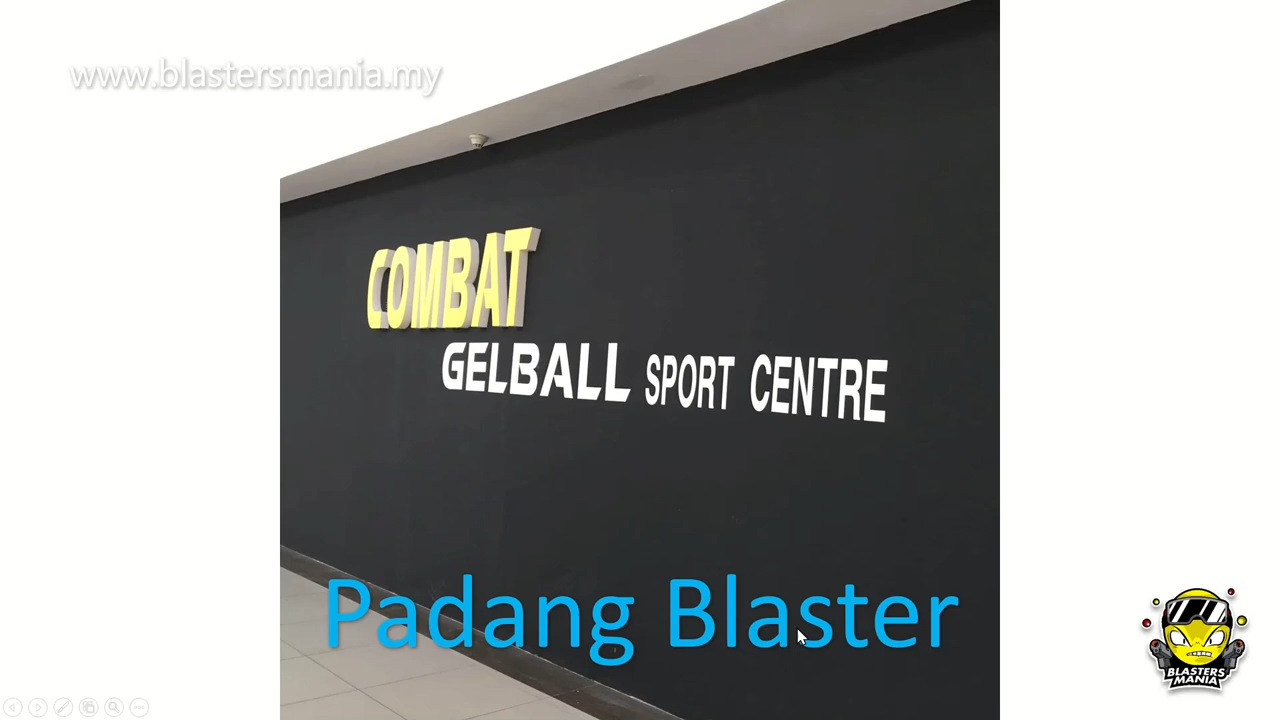 www.blastersmania.my
COMBAT
GELBALL SPORT CENTRE
Padang Blaster
BLASTERS
MANIA